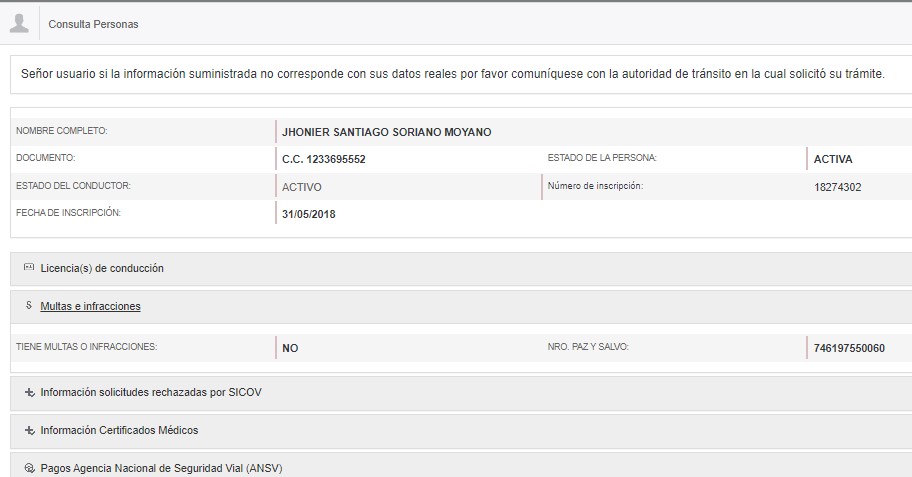 Consulta Personas
Señor usuario si la información suministrada no corresponde con sus datos reales por favor comuníquese con la autoridad de tránsito en la cual solicitó su trámite.
NOMBRE COMPLETO: JHONIER SANTIAGO SORIANO MOYANO
DOCUMENTO: C.C. 1233695552 ESTADO DE LA PERSONA: ACTIVA
ESTADO DEL CONDUCTOR: ACTIVO Número de inscripción: 18274302
FECHA DE INSCRIPCIÓN: 31/05/2018
Licencia(s) de conducción
Multas e infracciones
TIENE MULTAS O INFRACCIONES: NO NRO. PAZ Y SALVO: 746197550060
Información solicitudes rechazadas por SICOV
Información Certificados Médicos
Pagos Agencia Nacional de Seguridad Vial (ANSV)